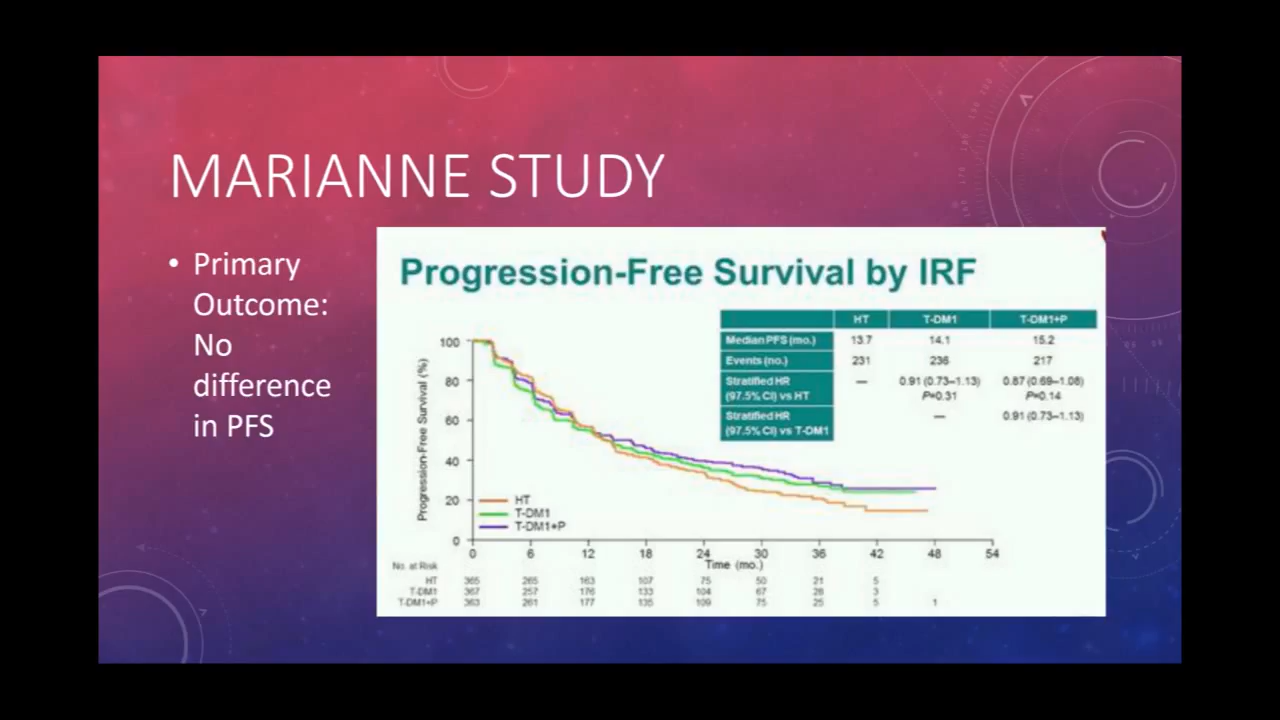 MARIANNE STUDY
• Primary
Outcome:
No
difference
in PFS
Progression-Free Survival by IRF
HT T-DM1 T-DM1+P
Median PFS (mo.) 13.7 14.1 15.2
Events (no.) 231 236 217
Stratified HR — 0.91 (0.73–1.13) 0.87 (0.69–1.08)
(97.5% CI) vs HT P=0.31 P=0.14
Stratified HR — 0.91 (0.73–1.13)
(97.5% CI) vs T-DM1
Progression-Free Survival (%)
100
80
60
40
20
0
HT
T-DM1
T-DM1+P
0 6 12 18 24 30 36 42 48 54
Time (mo.)
No. at Risk
HT 365 265 163 107 75 50 21 5
T-DM1 367 257 176 133 104 67 28 3
T-DM1+P 363 261 177 135 109 75 25 5 1